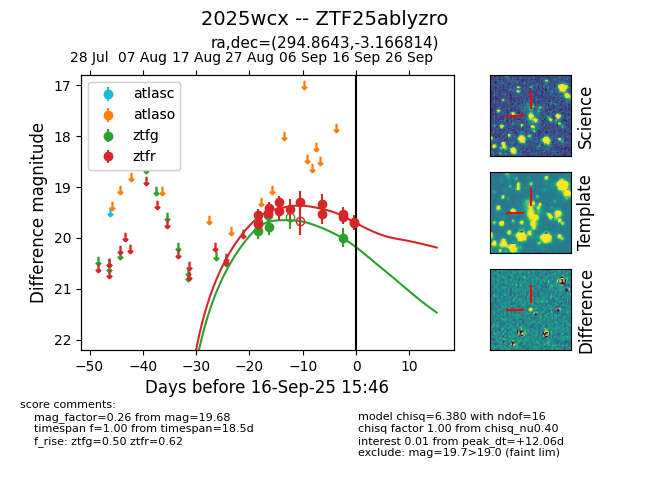 2025wcx -- ZTF25ablyzro
ra,dec=(294.8643,-3.166814)
28 Jul 07 Aug 17 Aug 27 Aug 06 Sep 16 Sep 26 Sep
atlasc
atlaso
ztfg
ztfr
17
18
19
20
21
22
Difference magnitude
−50 −40 −30 −20 −10 0 10
Days before 16-Sep-25 15:46
Science
Template
Difference
score comments:
mag_factor=0.26 from mag=19.68
timespan f=1.00 from timespan=18.5d
f_rise: ztfg=0.50 ztfr=0.62
model chisq=6.380 with ndof=16
chisq factor 1.00 from chisq_nu0.40
interest 0.01 from peak_dt=+12.06d
exclude: mag=19.7>19.0 (faint lim)